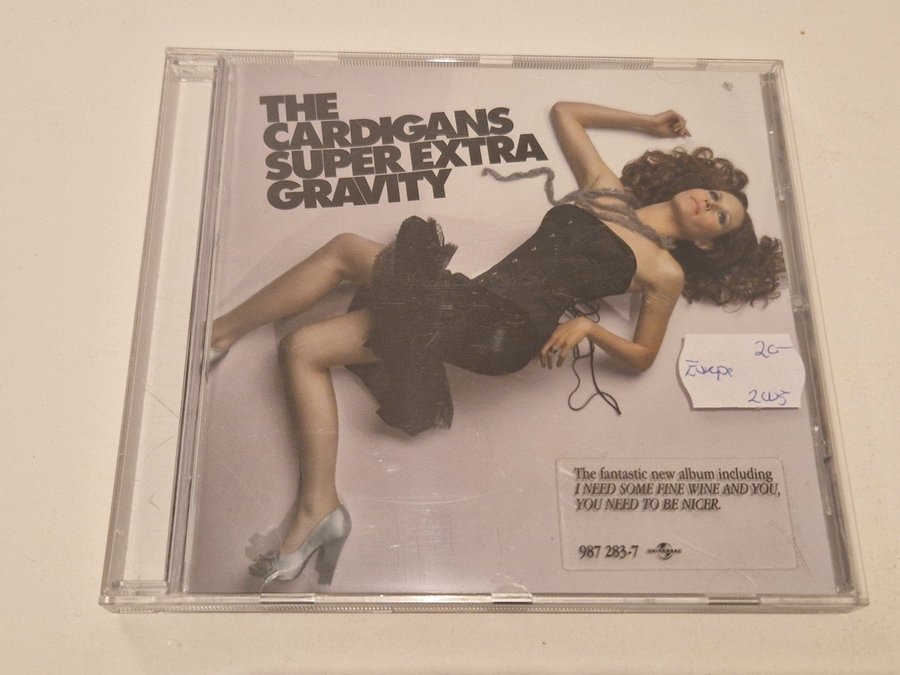 THE
CARDIGANS
SUPER EXTRA
GRAVITY
20-
Europe
2005
The fantastic new album including
I NEED SOME FINE WINE AND YOU,
YOU NEED TO BE NICER.
987 283-7 UNIVERSAL